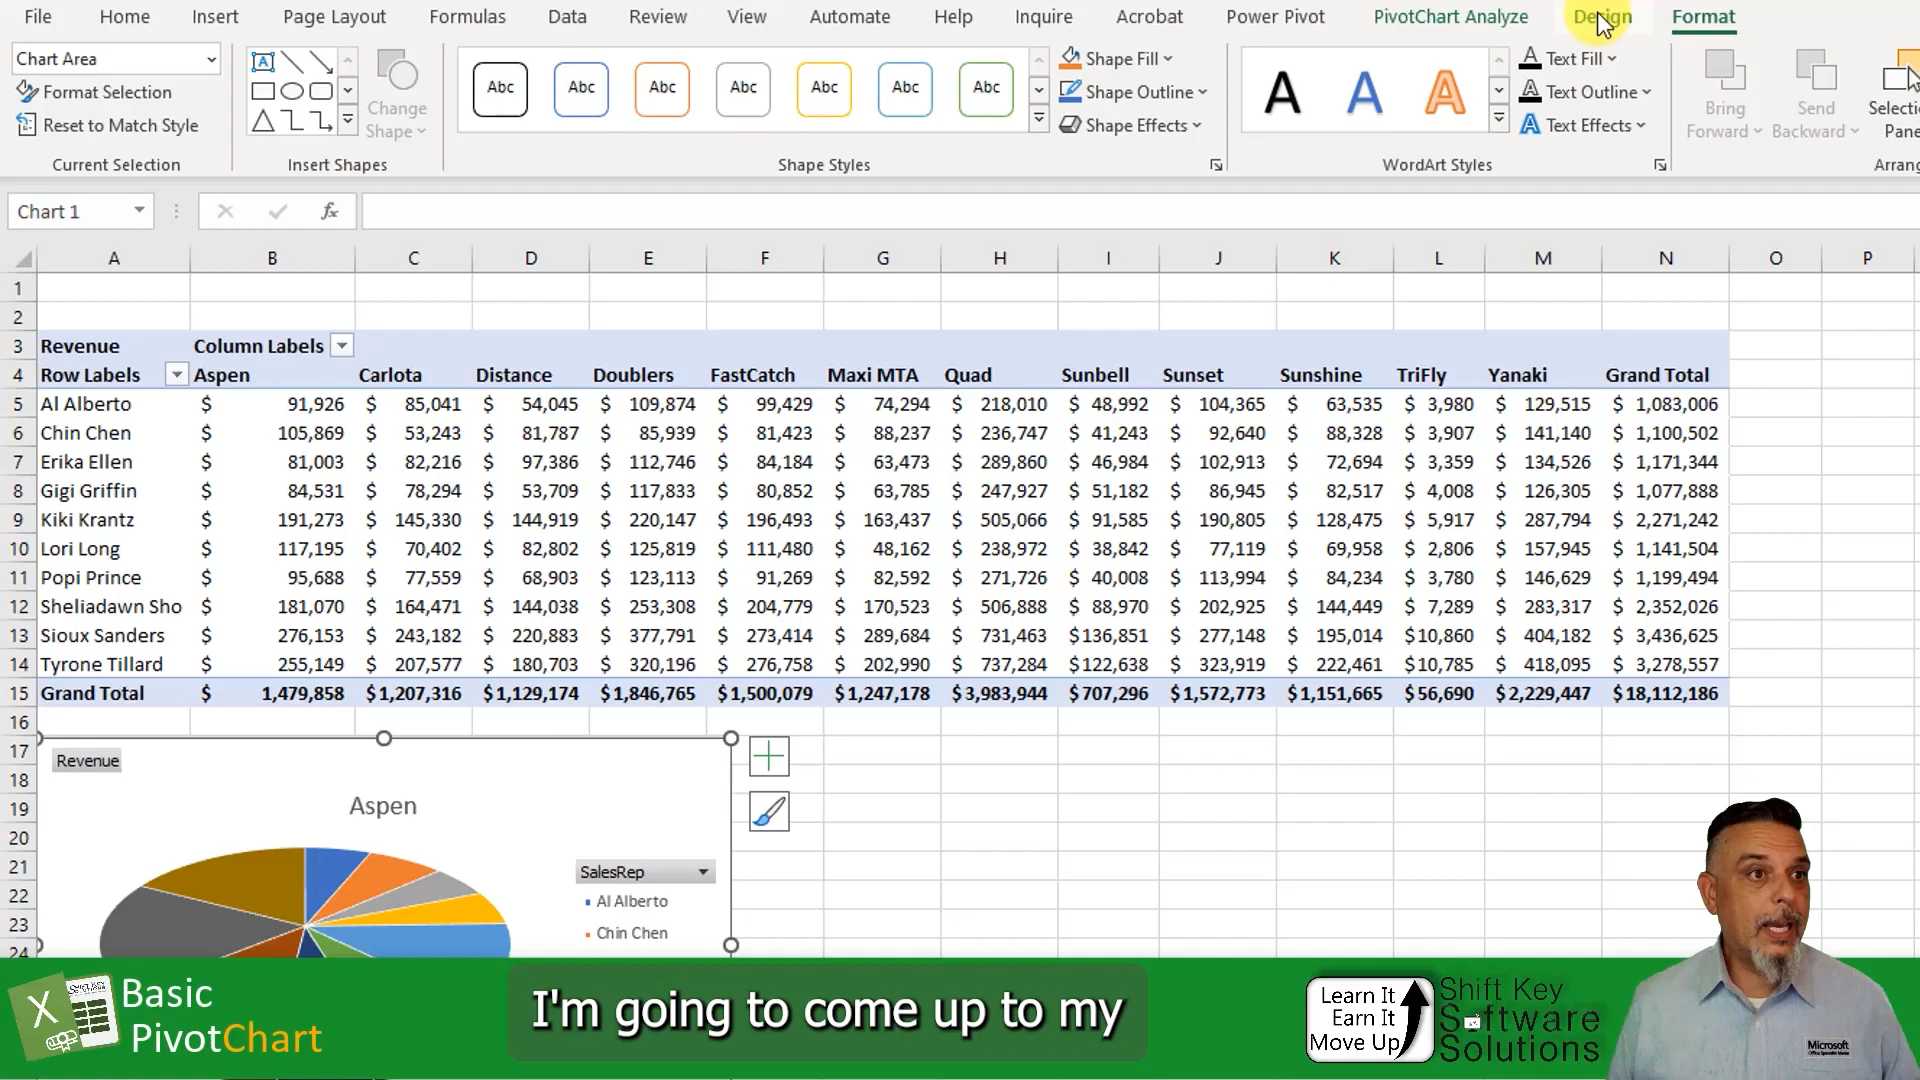 File Home Insert Page Layout Formulas Data Review View Automate Help Inquire Acrobat Power Pivot PivotChart Analyze Design Format
Chart Area
Format Selection
Reset to Match Style
Current Selection
Change
Shape
Insert Shapes
Abc Abc Abc Abc Abc Abc Abc
Shape Fill
Shape Outline
Shape Effects
Shape Styles
A A A
Text Fill
Text Outline
Text Effects
WordArt Styles
Bring
Forward
Send
Backward
Selectio
Pane
Arrang
Chart 1
fx
A B C D E F G H I J K L M N O P
1
2
3 Revenue Column Labels
4 Row Labels Aspen Carlota Distance Doublers FastCatch Maxi MTA Quad Sunbell Sunset Sunshine TriFly Yanaki Grand Total
5 Al Alberto $ 91,926 $ 85,041 $ 54,045 $ 109,874 $ 99,429 $ 74,294 $ 218,010 $ 48,992 $ 104,365 $ 63,535 $ 3,980 $ 129,515 $ 1,083,006
6 Chin Chen $ 105,869 $ 53,243 $ 81,787 $ 85,939 $ 81,423 $ 88,237 $ 236,747 $ 41,243 $ 92,640 $ 88,328 $ 3,907 $ 141,140 $ 1,100,502
7 Erika Ellen $ 81,003 $ 82,216 $ 97,386 $ 112,746 $ 84,184 $ 63,473 $ 289,860 $ 46,984 $ 102,913 $ 72,694 $ 3,359 $ 134,526 $ 1,171,344
8 Gigi Griffin $ 84,531 $ 78,294 $ 53,709 $ 117,833 $ 80,852 $ 63,785 $ 247,927 $ 51,182 $ 86,945 $ 82,517 $ 4,008 $ 126,305 $ 1,077,888
9 Kiki Krantz $ 191,273 $ 145,330 $ 144,919 $ 220,147 $ 196,493 $ 163,437 $ 505,066 $ 91,585 $ 190,805 $ 128,475 $ 5,917 $ 287,794 $ 2,271,242
10 Lori Long $ 117,195 $ 70,402 $ 82,802 $ 125,819 $ 111,480 $ 48,162 $ 238,972 $ 38,842 $ 77,119 $ 69,958 $ 2,806 $ 157,945 $ 1,141,504
11 Popi Prince $ 95,688 $ 77,559 $ 68,903 $ 123,113 $ 91,269 $ 82,592 $ 271,726 $ 40,008 $ 113,994 $ 84,234 $ 3,780 $ 146,629 $ 1,199,494
12 Sheliadawn Sho $ 181,070 $ 164,471 $ 144,038 $ 253,308 $ 204,779 $ 170,523 $ 506,888 $ 88,970 $ 202,925 $ 144,449 $ 7,289 $ 283,317 $ 2,352,026
13 Sioux Sanders $ 276,153 $ 243,182 $ 220,883 $ 377,791 $ 273,414 $ 289,684 $ 731,463 $136,851 $ 277,148 $ 195,014 $10,860 $ 404,182 $ 3,436,625
14 Tyrone Tillard $ 255,149 $ 207,577 $ 180,703 $ 320,196 $ 276,758 $ 202,990 $ 737,284 $122,638 $ 323,919 $ 222,461 $10,785 $ 418,095 $ 3,278,557
15 Grand Total $ 1,479,858 $1,207,316 $1,129,174 $1,846,765 $1,500,079 $1,247,178 $3,983,944 $707,296 $1,572,773 $1,151,665 $56,690 $2,229,447 $18,112,186
16
17
18
19
20
21
22
23
24
Revenue
Aspen
SalesRep
Al Alberto
Chin Chen
Basic
PivotChart
I'm going to come up to my
Learn It
Earn It
Move Up
Shift Key
Software
Solutions
Microsoft